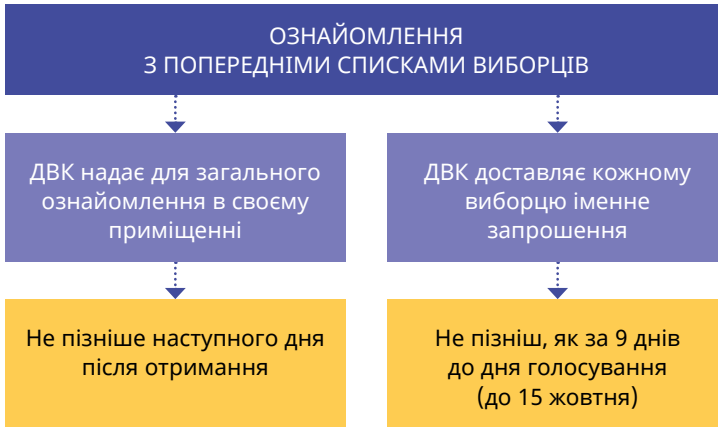 ОЗНАЙОМЛЕННЯ
З ПОПЕРЕДНІМИ СПИСКАМИ ВИБОРЦІВ
ДВК надає для загального
ознайомлення в своєму
приміщенні
Не пізніше наступного дня
після отримання
ДВК доставляє кожному
виборцю іменне
запрошення
Не пізніш, як за 9 днів
до дня голосування
(до 15 жовтня)